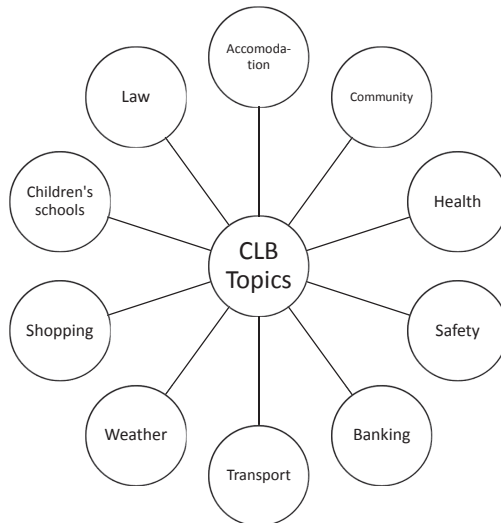 Accomoda-
tion
Community
Health
Safety
Banking
Transport
Weather
Shopping
Children's
schools
Law
CLB
Topics